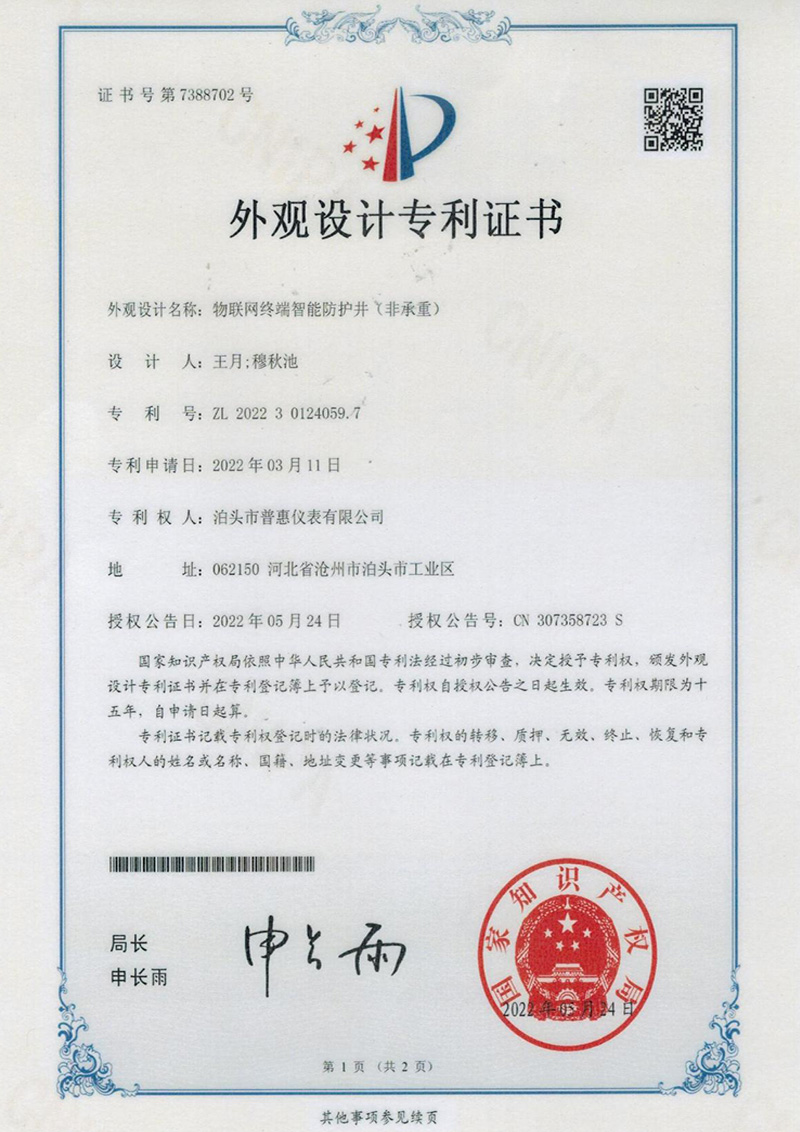 证书号第7388702号
外观设计专利证书
外观设计名称：物联网终端智能防护井（非承重）
设计人：王月;穆秋池
专利号：ZL 2022 3 0124059.7
专利申请日：2022年03月11日
专利权人：泊头市普惠仪表有限公司
地址：062150 河北省沧州市泊头市工业区
授权公告日：2022年05月24日 授权公告号：CN 307358723 S
国家知识产权局依照中华人民共和国专利法经过初步审查，决定授予专利权，颁发外观
设计专利证书并在专利登记簿上予以登记。专利权自授权公告之日起生效。专利权期限为十
五年，自申请日起算。
专利证书记载专利权登记时的法律状况。专利权的转移、质押、无效、终止、恢复和专
利权人的姓名或名称、国籍、地址变更等事项记载在专利登记簿上。
局长
申长雨
申长雨
国家知识产权局
2022年05月24日
第 1 页 （共 2 页）
其他事项参见续页
CNIPA